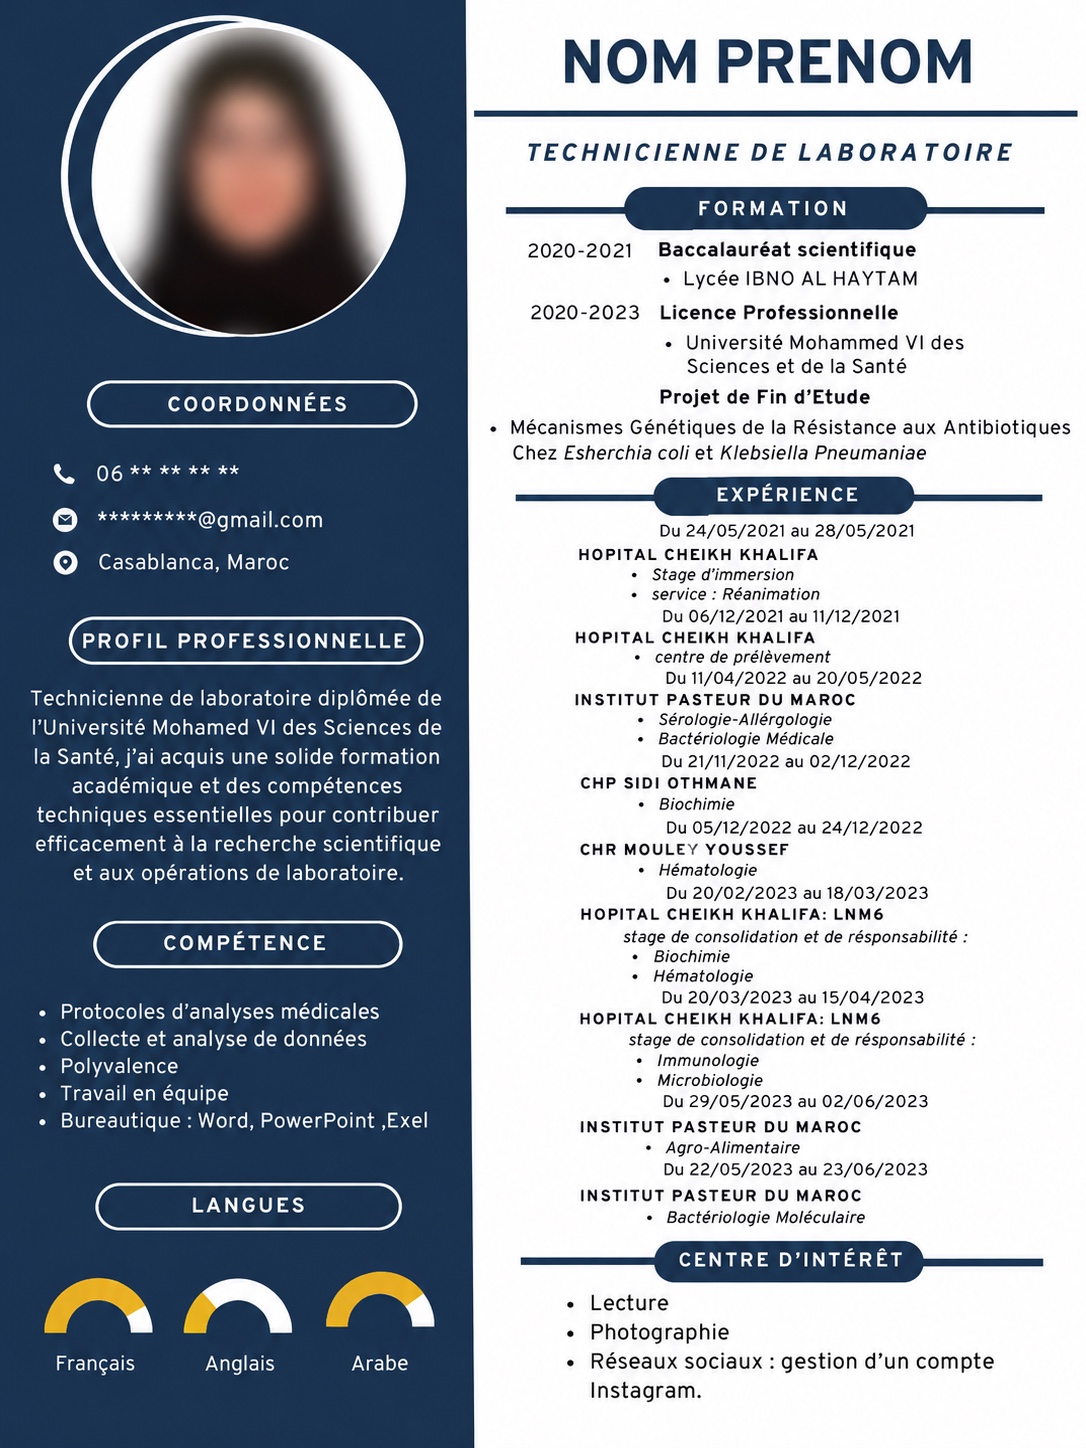 COORDONNÉES
06 ** ** ** **
*********@gmail.com
Casablanca, Maroc
PROFIL PROFESSIONNELLE
Technicienne de laboratoire diplômée de
l'Université Mohamed VI des Sciences de
la Santé, j'ai acquis une solide formation
académique et des compétences
techniques essentielles pour contribuer
efficacement à la recherche scientifique
et aux opérations de laboratoire.
COMPÉTENCE
• Protocoles d'analyses médicales
• Collecte et analyse de données
• Polyvalence
• Travail en équipe
• Bureautique : Word, PowerPoint ,Exel
LANGUES
Français Anglais Arabe
NOM PRENOM
TECHNICIENNE DE LABORATOIRE
FORMATION
2020-2021 Baccalauréat scientifique
• Lycée IBNO AL HAYTAM
2020-2023 Licence Professionnelle
• Université Mohammed VI des
Sciences et de la Santé
Projet de Fin d'Etude
• Mécanismes Génétiques de la Résistance aux Antibiotiques
Chez Esherchia coli et Klebsiella Pneumaniae
EXPÉRIENCE
Du 24/05/2021 au 28/05/2021
HOPITAL CHEIKH KHALIFA
• Stage d'immersion
• service : Réanimation
Du 06/12/2021 au 11/12/2021
HOPITAL CHEIKH KHALIFA
• centre de prélèvement
Du 11/04/2022 au 20/05/2022
INSTITUT PASTEUR DU MAROC
• Sérologie-Allérgologie
• Bactériologie Médicale
Du 21/11/2022 au 02/12/2022
CHP SIDI OTHMANE
• Biochimie
Du 05/12/2022 au 24/12/2022
CHR MOULEY YOUSSEF
• Hématologie
Du 20/02/2023 au 18/03/2023
HOPITAL CHEIKH KHALIFA: LNM6
stage de consolidation et de résponsabilité :
• Biochimie
• Hématologie
Du 20/03/2023 au 15/04/2023
HOPITAL CHEIKH KHALIFA: LNM6
stage de consolidation et de résponsabilité :
• Immunologie
• Microbiologie
Du 29/05/2023 au 02/06/2023
INSTITUT PASTEUR DU MAROC
• Agro-Alimentaire
Du 22/05/2023 au 23/06/2023
INSTITUT PASTEUR DU MAROC
• Bactériologie Moléculaire
CENTRE D'INTÉRÊT
• Lecture
• Photographie
• Réseaux sociaux : gestion d'un compte
Instagram.